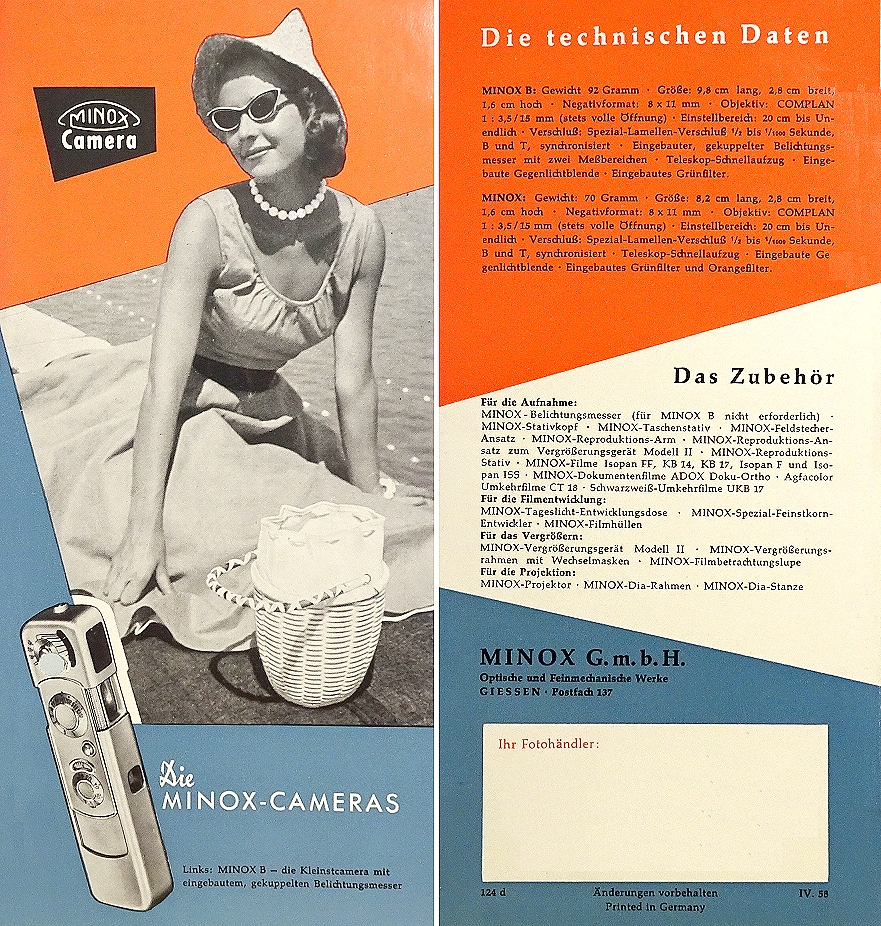 MINOX
Camera
Die
MINOX-CAMERAS
Links: MINOX B – die Kleinstcamera mit
eingebautem, gekuppelten Belichtungsmesser
Die technischen Daten
MINOX B: Gewicht 92 Gramm · Größe: 9,8 cm lang, 2,8 cm breit,
1,6 cm hoch · Negativformat: 8 x 11 mm · Objektiv: COMPLAN
1 : 3,5/15 mm (stets volle Öffnung) · Einstellbereich: 20 cm bis Un-
endlich · Verschluß: Spezial-Lamellen-Verschluß ½ bis 1/1000 Sekunde,
B und T, synchronisiert · Eingebauter, gekuppelter Belichtungs-
messer mit zwei Meßbereichen · Teleskop-Schnellaufzug · Einge-
baute Gegenlichtblende · Eingebautes Grünfilter.
MINOX: Gewicht: 70 Gramm · Größe: 8,2 cm lang, 2,8 cm breit,
1,6 cm hoch · Negativformat: 8 x 11 mm · Objektiv: COMPLAN
1 : 3,5/15 mm (stets volle Öffnung) · Einstellbereich: 20 cm bis Un-
endlich · Verschluß: Spezial-Lamellen-Verschluß ½ bis 1/1000 Sekunde,
B und T, synchronisiert · Teleskop-Schnellaufzug · Eingebaute Ge
genlichtblende · Eingebautes Grünfilter und Orangefilter.
Das Zubehör
Für die Aufnahme:
MINOX-Belichtungsmesser (für MINOX B nicht erforderlich) ·
MINOX-Stativkopf · MINOX-Taschenstativ · MINOX-Feldstecher-
Ansatz · MINOX-Reproduktions-Arm · MINOX-Reproduktions-An-
satz zum Vergrößerungsgerät Modell II · MINOX-Reproduktions-
Stativ · MINOX-Filme Isopan FF, KB 14, KB 17, Isopan F und Iso-
pan ISS · MINOX-Dokumentenfilme ADOX Doku-Ortho · Agfacolor
Umkehrfilme CT 18 · Schwarzweiß-Umkehrfilme UKB 17
Für die Filmentwicklung:
MINOX-Tageslicht-Entwicklungsdose · MINOX-Spezial-Feinstkorn-
Entwickler · MINOX-Filmhüllen
Für das Vergrößern:
MINOX-Vergrößerungsgerät Modell II · MINOX-Vergrößerungs-
rahmen mit Wechselmasken · MINOX-Filmbetrachtungslupe
Für die Projektion:
MINOX-Projektor · MINOX-Dia-Rahmen · MINOX-Dia-Stanze
MINOX G.m.b.H.
Optische und Feinmechanische Werke
GIESSEN · Postfach 137
Ihr Fotohändler:
124 d Änderungen vorbehalten IV. 58
Printed in Germany